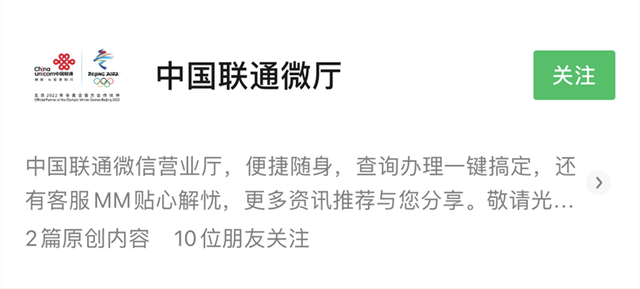 中国联通微厅
关注
China
unicom中国联通
BEIJING 2022
北京2022年冬奥会官方合作伙伴
Official Partner of the Olympic Winter Games Beijing 2022
中国联通微信营业厅，便捷随身，查询办理一键搞定，还
有客服MM贴心解忧，更多资讯推荐与您分享。敬请光…
2篇原创内容 10位朋友关注